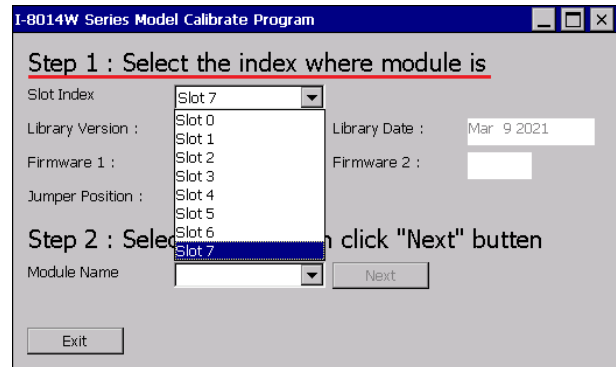 I-8014W Series Model Calibrate Program
Step 1 : Select the index where module is
Slot Index
Slot 7
Library Version :
Library Date :
Mar 9 2021
Firmware 1 :
Firmware 2 :
Jumper Position :
Slot 0
Slot 1
Slot 2
Slot 3
Slot 4
Slot 5
Slot 6
Slot 7
Step 2 : Selec click "Next" butten
Module Name
Next
Exit